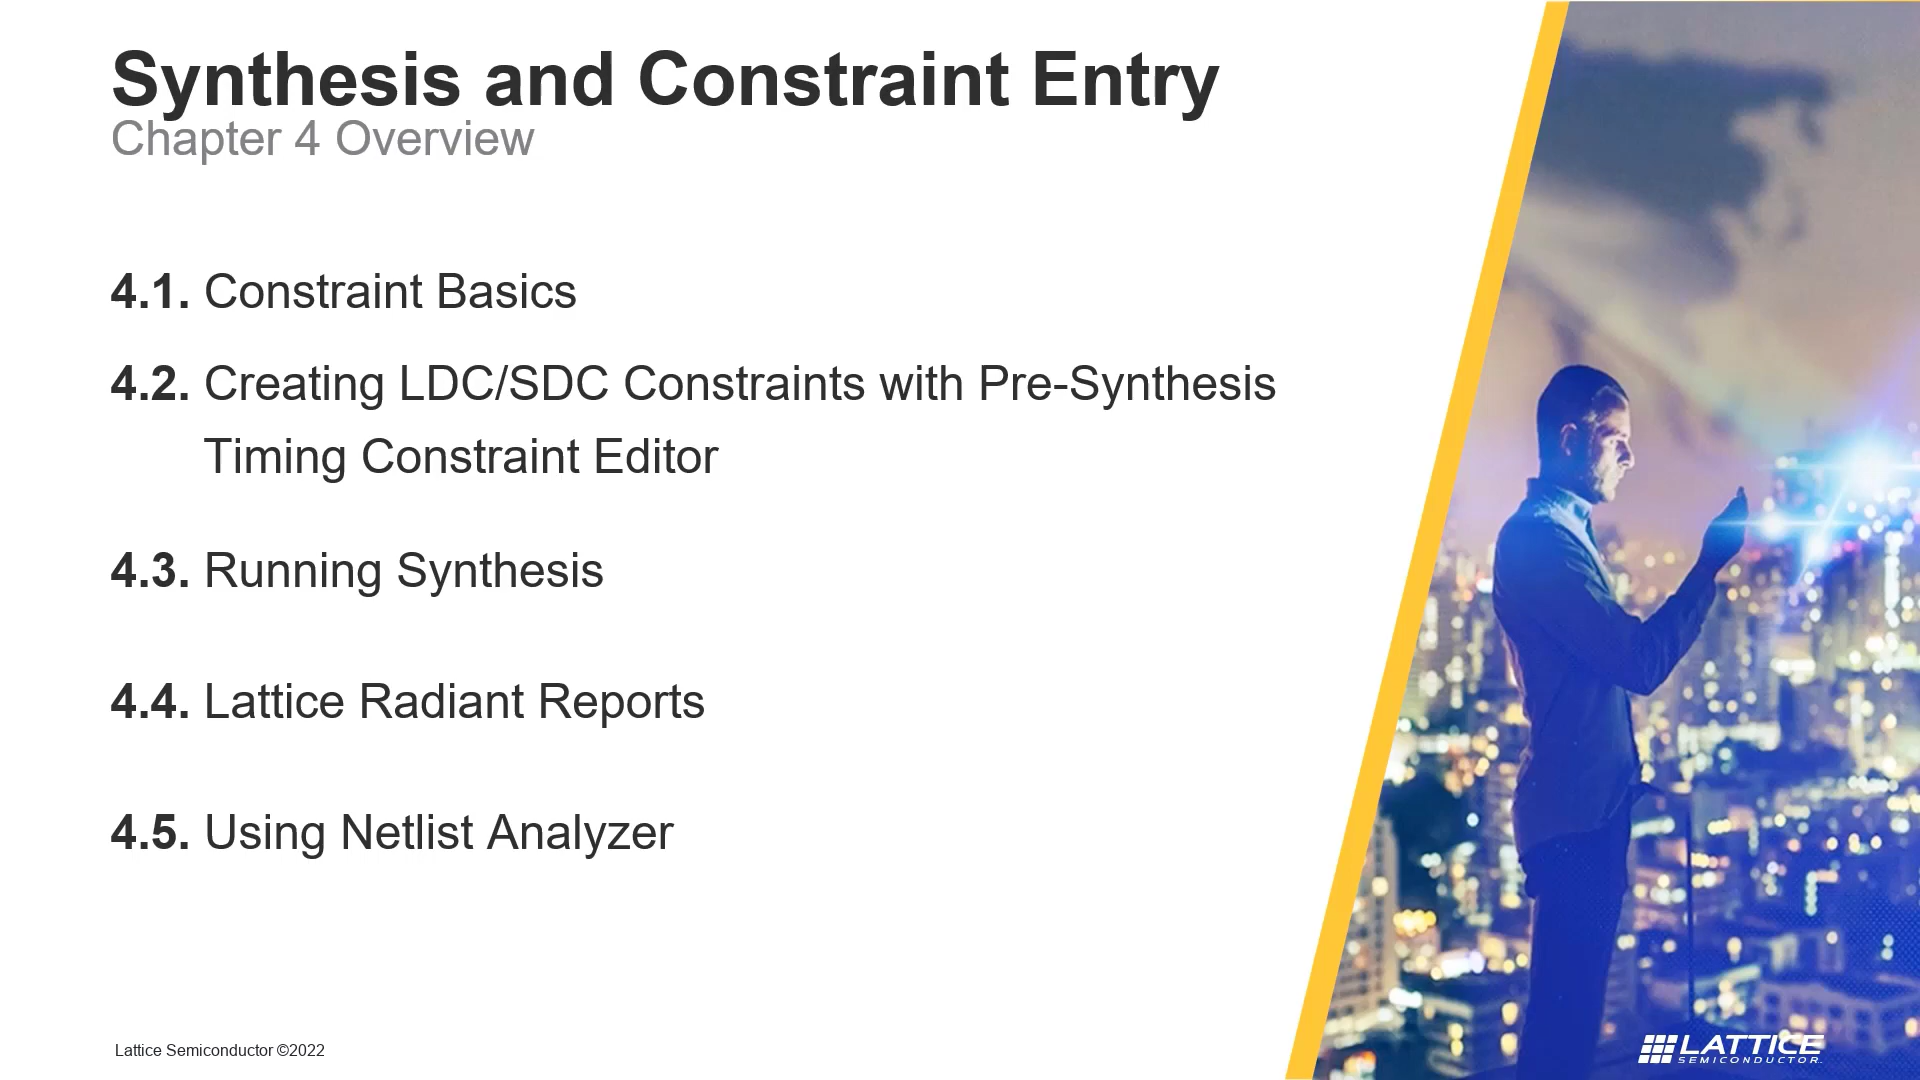 Synthesis and Constraint Entry
Chapter 4 Overview
4.1. Constraint Basics
4.2. Creating LDC/SDC Constraints with Pre-Synthesis
Timing Constraint Editor
4.3. Running Synthesis
4.4. Lattice Radiant Reports
4.5. Using Netlist Analyzer
Lattice Semiconductor ©2022
LATTICE
SEMICONDUCTOR.